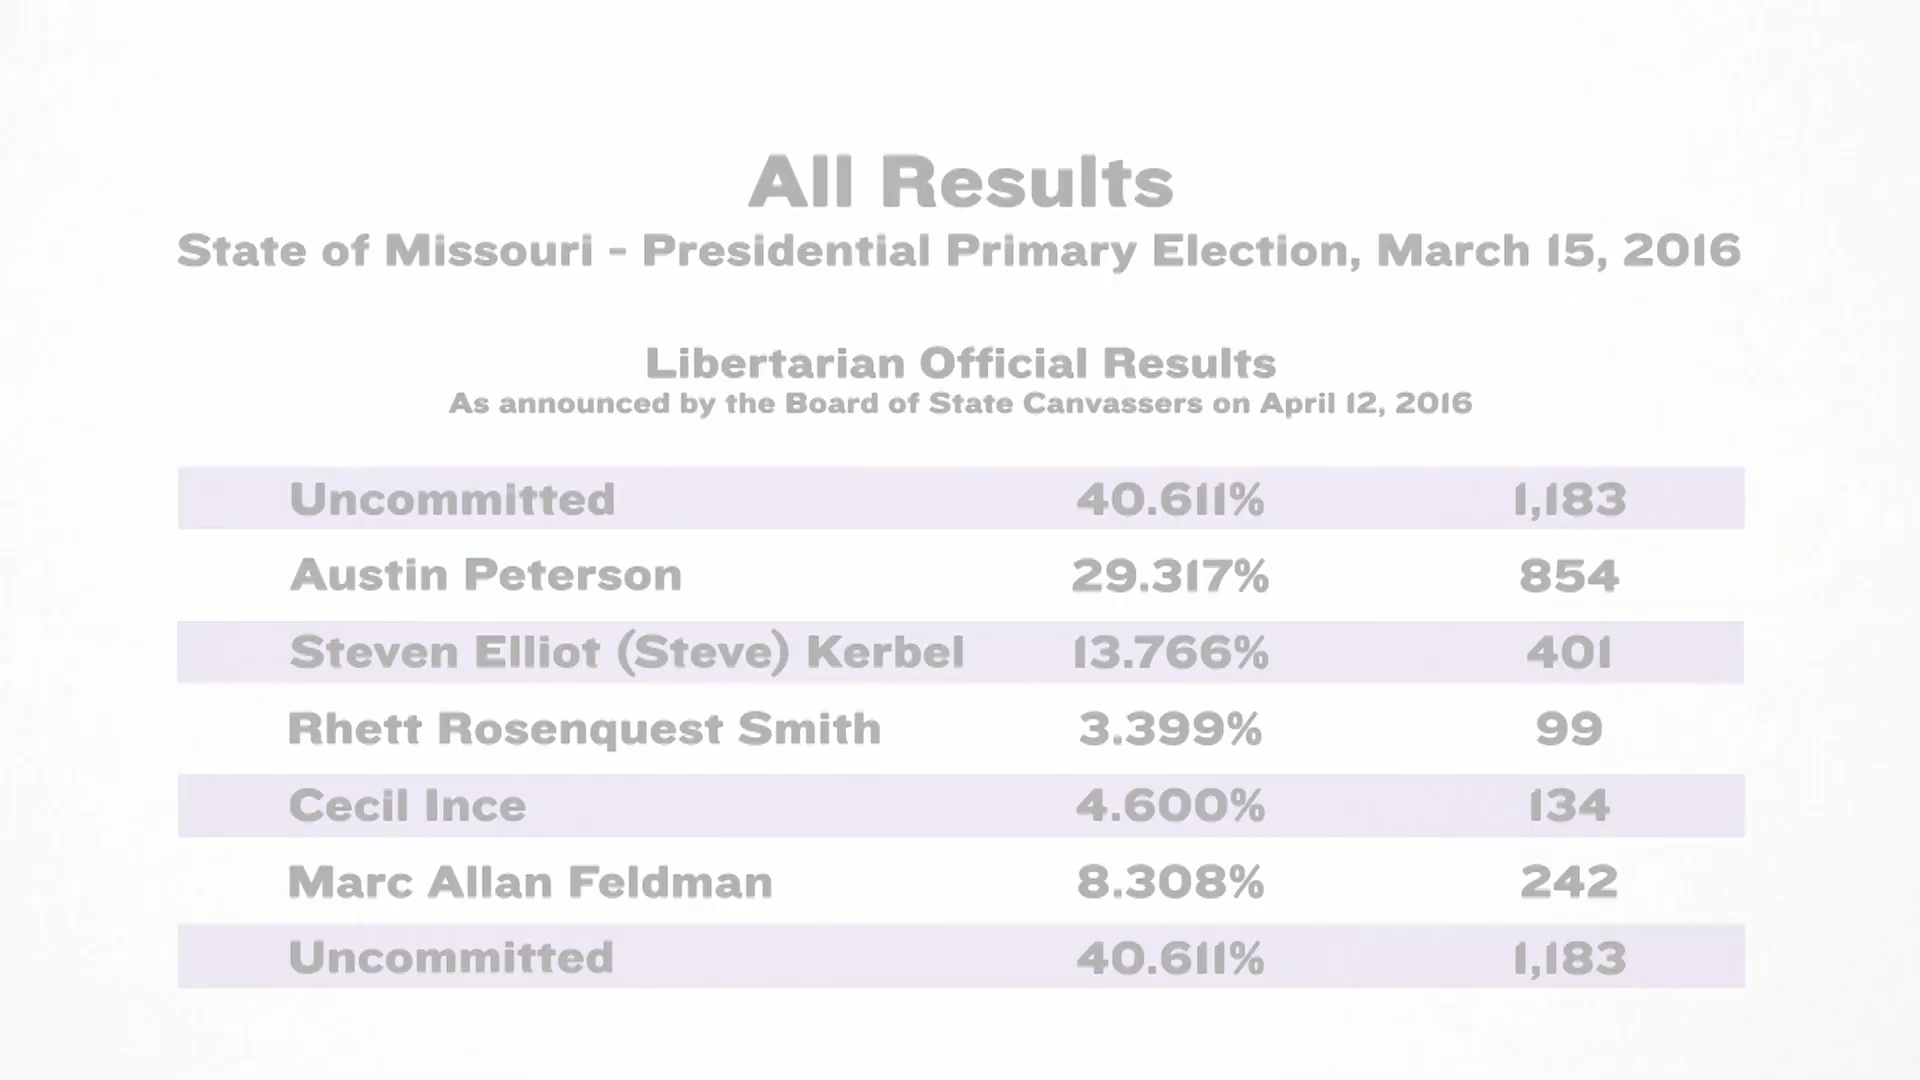 All Results
State of Missouri - Presidential Primary Election, March 15, 2016
Libertarian Official Results
As announced by the Board of State Canvassers on April 12, 2016
Uncommitted 40.611% 1,183
Austin Peterson 29.317% 854
Steven Elliot (Steve) Kerbel 13.766% 401
Rhett Rosenquest Smith 3.399% 99
Cecil Ince 4.600% 134
Marc Allan Feldman 8.308% 242
Uncommitted 40.611% 1,183